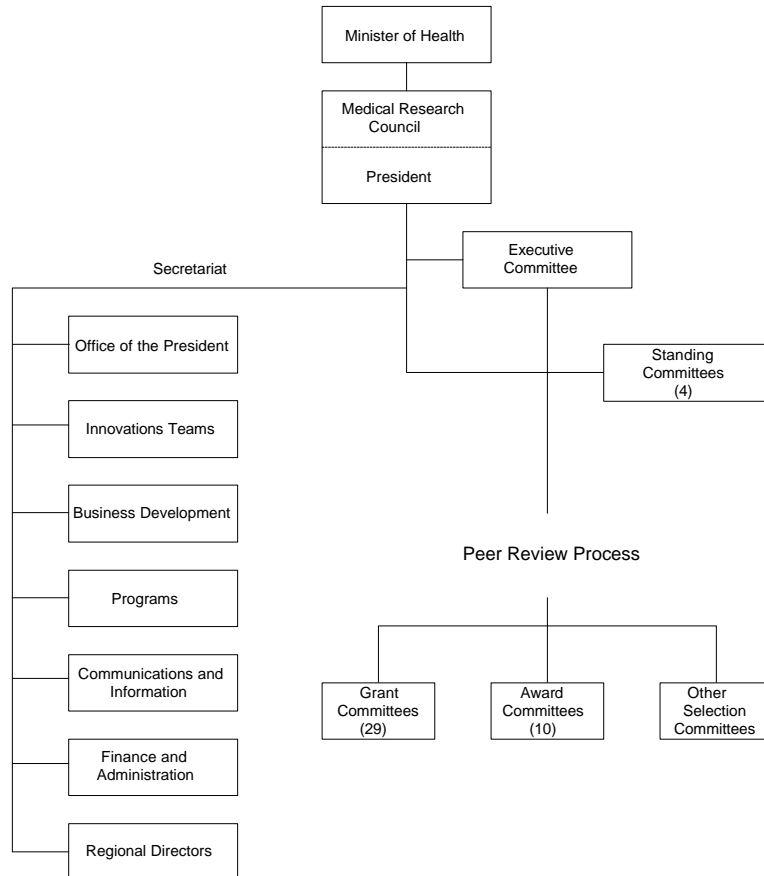 Minister of Health
Medical Research
Council
President
Executive
Committee
Secretariat
Office of the President
Standing
Committees
(4)
Innovations Teams
Business Development
Peer Review Process
Programs
Communications and
Information
Grant
Committees
(29)
Award
Committees
(10)
Other
Selection
Committees
Finance and
Administration
Regional Directors